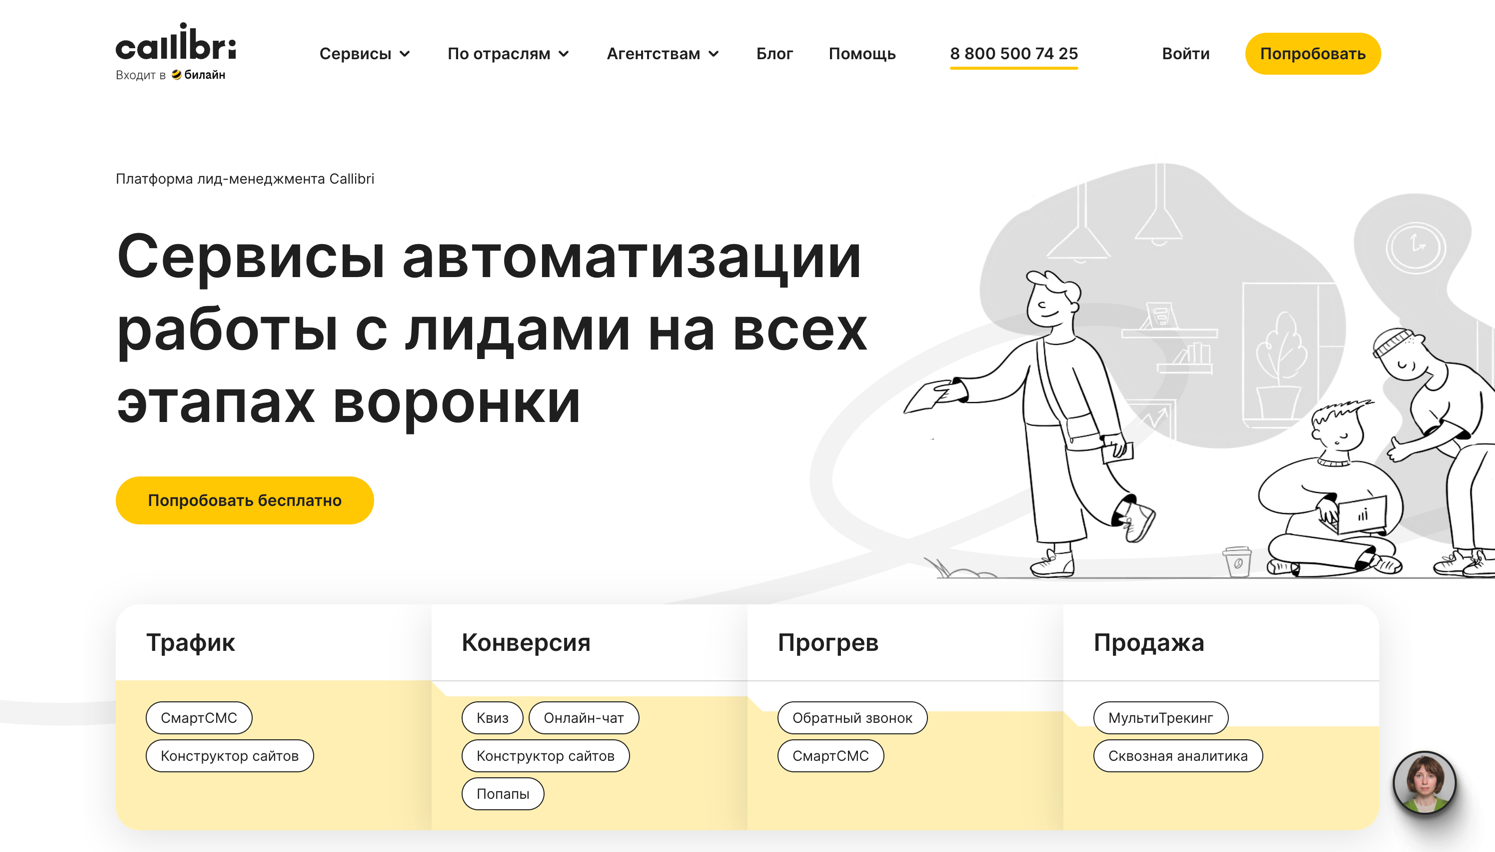 callibri
Входит в билайн
Сервисы
По отраслям
Агентствам
Блог
Помощь
8 800 500 74 25
Войти
Попробовать
Платформа лид-менеджмента Callibri
Сервисы автоматизации
работы с лидами на всех
этапах воронки
Попробовать бесплатно
Трафик
СмартСМС
Конструктор сайтов
Конверсия
Квиз
Онлайн-чат
Конструктор сайтов
Попапы
Прогрев
Обратный звонок
СмартСМС
Продажа
МультиТрекинг
Сквозная аналитика